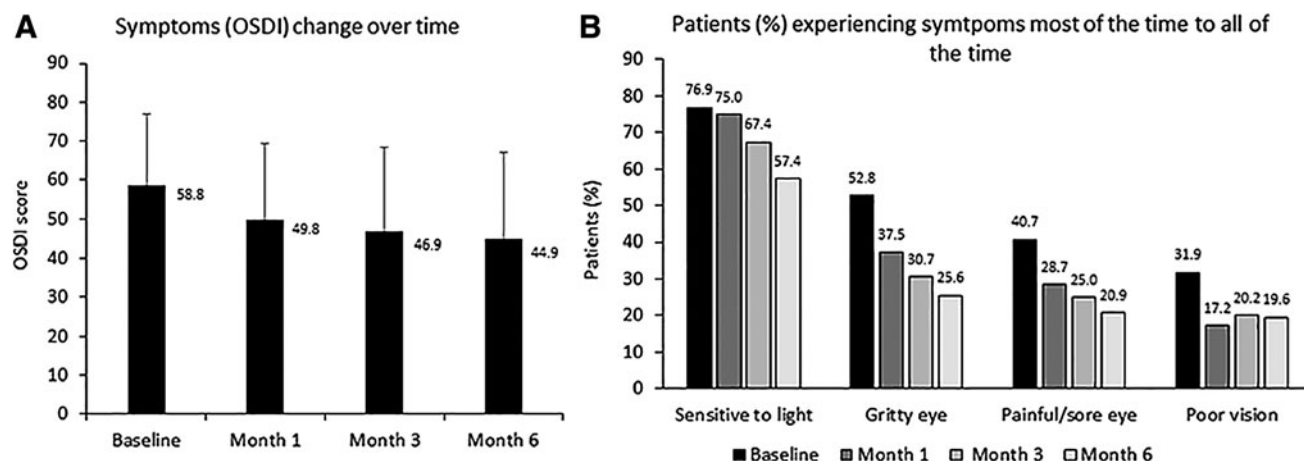 A
Symptoms (OSDI) change over time
OSDI score
90
80
70
60
50
40
30
20
10
0
58.8
49.8
46.9
44.9
Baseline Month 1 Month 3 Month 6
B
Patients (%) experiencing symtpoms most of the time to all of
the time
Patients (%)
90
80
70
60
50
40
30
20
10
0
76.9 75.0 67.4 57.4
52.8 37.5 30.7 25.6
40.7 28.7 25.0 20.9
31.9 17.2 20.2 19.6
Sensitive to light Gritty eye Painful/sore eye Poor vision
Baseline Month 1 Month 3 Month 6